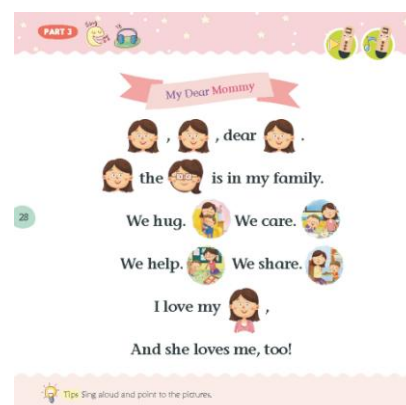 PART 3
Sing
My Dear Mommy
, , dear .
the is in my family.
28
We hug. We care.
We help. We share.
I love my ,
And she loves me, too!
Tips Sing aloud and point to the pictures.